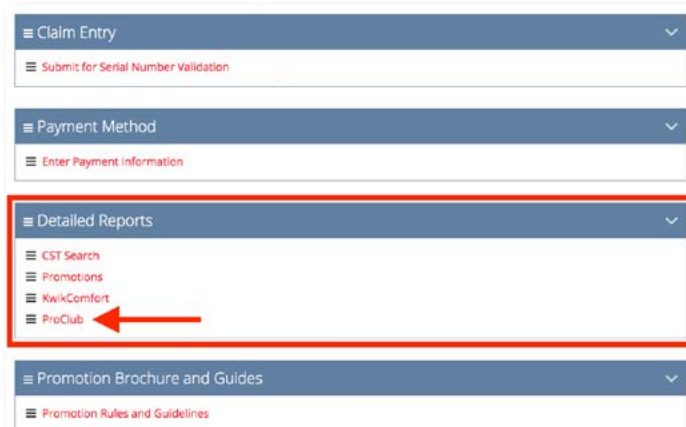 Claim Entry
Submit for Serial Number Validation
Payment Method
Enter Payment Information
Detailed Reports
CST Search
Promotions
KwikComfort
ProClub
Promotion Brochure and Guides
Promotion Rules and Guidelines